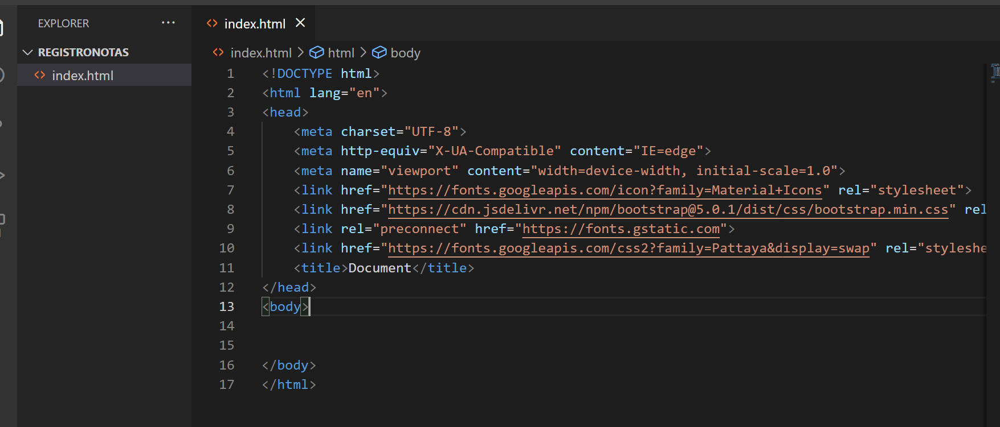 EXPLORER ...
REGISTRONOTAS
index.html
index.html ×
index.html > html > body
1 <!DOCTYPE html>
2 <html lang="en">
3 <head>
4 <meta charset="UTF-8">
5 <meta http-equiv="X-UA-Compatible" content="IE=edge">
6 <meta name="viewport" content="width=device-width, initial-scale=1.0">
7 <link href="https://fonts.googleapis.com/icon?family=Material+Icons" rel="stylesheet">
8 <link href="https://cdn.jsdelivr.net/npm/bootstrap@5.0.1/dist/css/bootstrap.min.css" rel
9 <link rel="preconnect" href="https://fonts.gstatic.com">
10 <link href="https://fonts.googleapis.com/css2?family=Pattaya&display=swap" rel="styleshe
11 <title>Document</title>
12 </head>
13 <body>
14
15
16 </body>
17 </html>